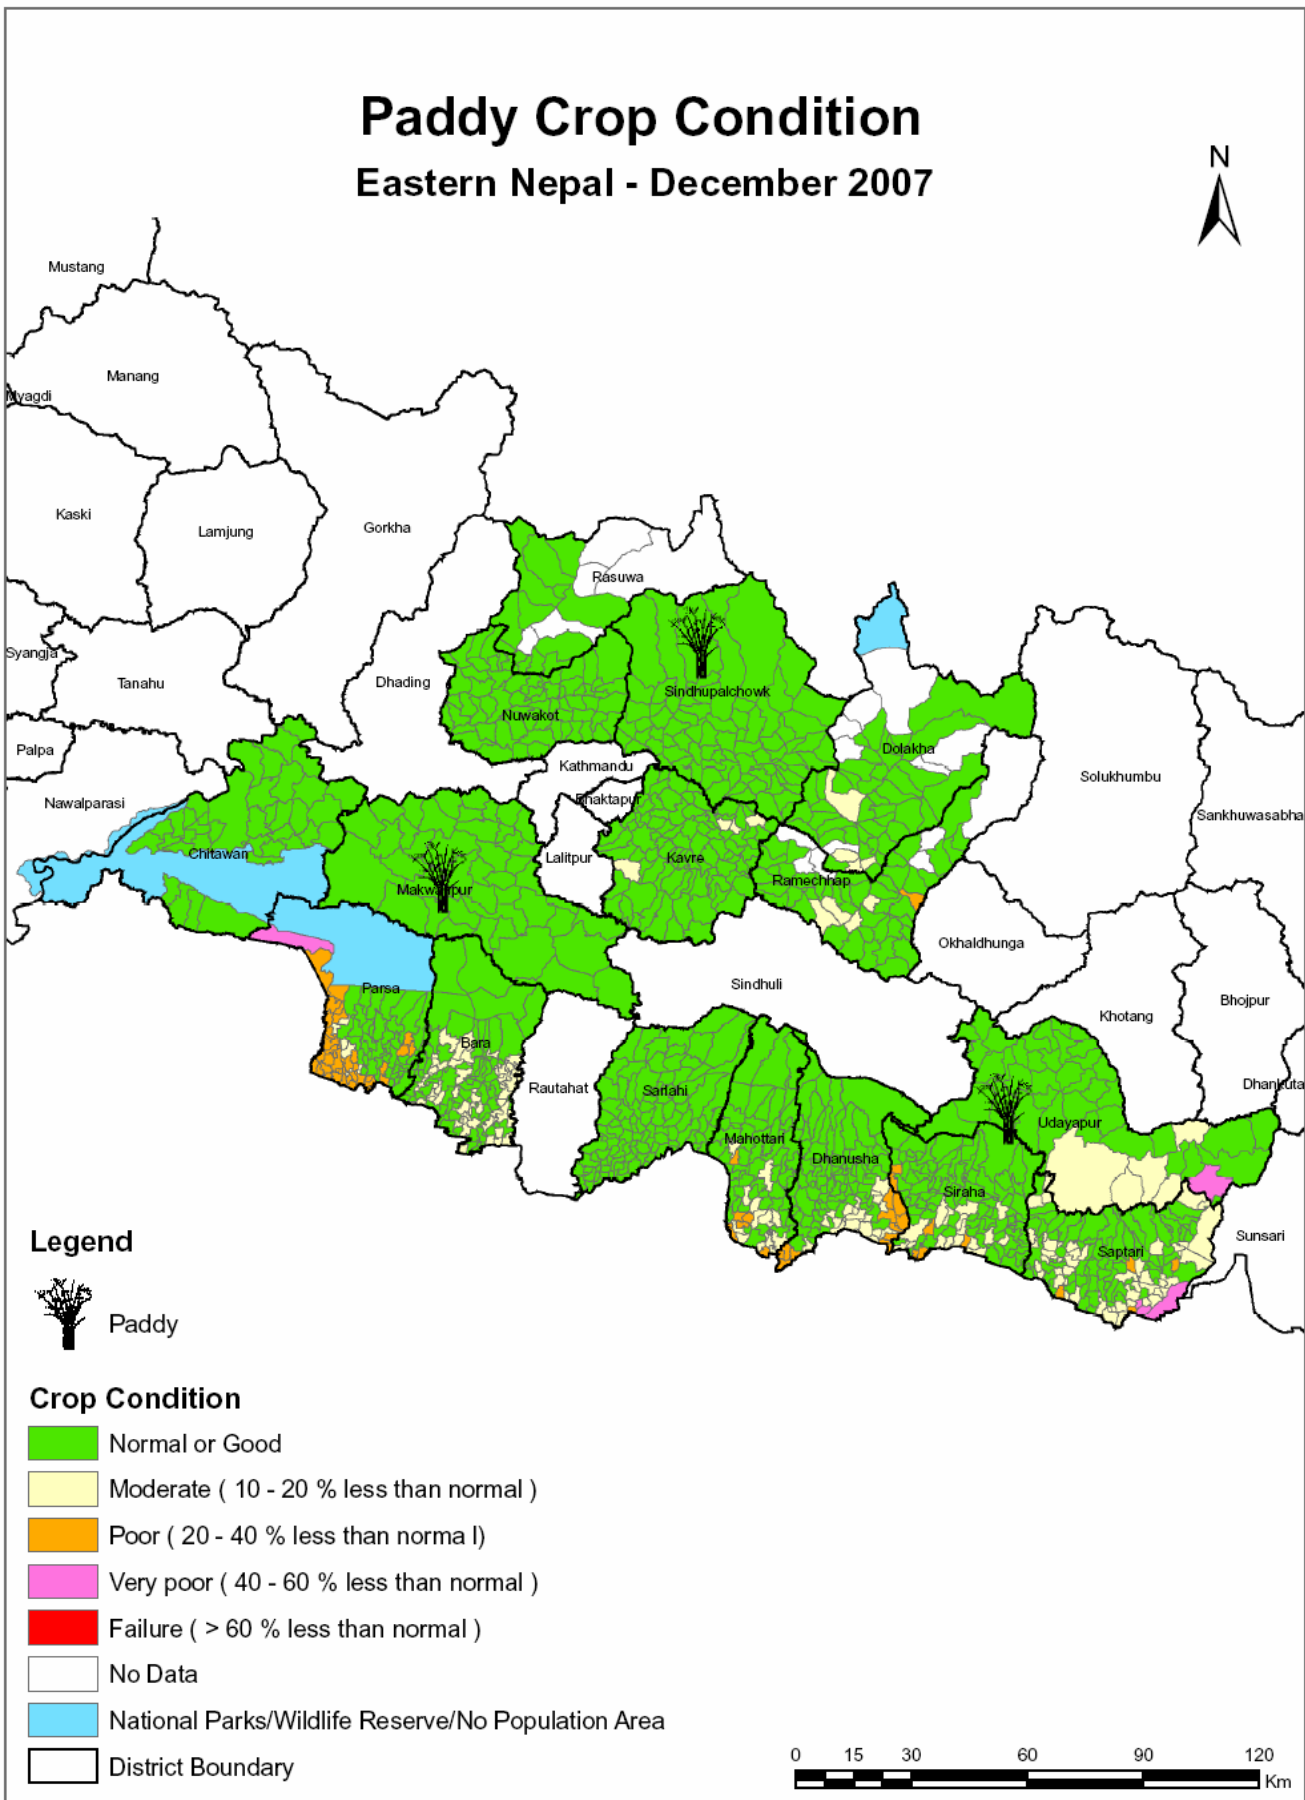 Paddy Crop Condition
Eastern Nepal - December 2007
N
Mustang
Manang
Myagdi
Kaski
Lamjung
Gorkha
Rasuwa
Syangja
Tanahu
Dhading
Sindhupalchowk
Nuwakot
Palpa
Kathmandu
Dolakha
Solukhumbu
Nawalparasi
Bhaktapur
Sankhuwasabha
Chitawan
Lalitpur
Kavre
Makwanpur
Ramechhap
Okhaldhunga
Parsa
Sindhuli
Bhojpur
Khotang
Bara
Rautahat
Sarlahi
Dhankuta
Udayapur
Mahottari
Dhanusha
Siraha
Sunsari
Saptari
Legend
Paddy
Crop Condition
Normal or Good
Moderate ( 10 - 20 % less than normal )
Poor ( 20 - 40 % less than norma l)
Very poor ( 40 - 60 % less than normal )
Failure ( > 60 % less than normal )
No Data
National Parks/Wildlife Reserve/No Population Area
District Boundary
0 15 30 60 90 120
Km